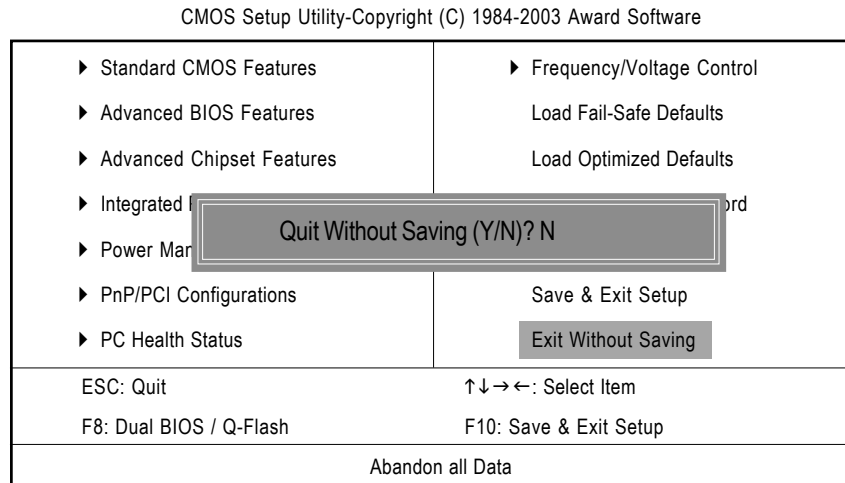 CMOS Setup Utility-Copyright (C) 1984-2003 Award Software
Standard CMOS Features
Advanced BIOS Features
Advanced Chipset Features
Integrated
Power
PnP/PCI Configurations
PC Health Status
Frequency/Voltage Control
Load Fail-Safe Defaults
Load Optimized Defaults
Save & Exit Setup
Exit Without Saving
Quit Without Saving (Y/N)? N
ESC: Quit
↑↓→←: Select Item
F8: Dual BIOS / Q-Flash
F10: Save & Exit Setup
Abandon all Data